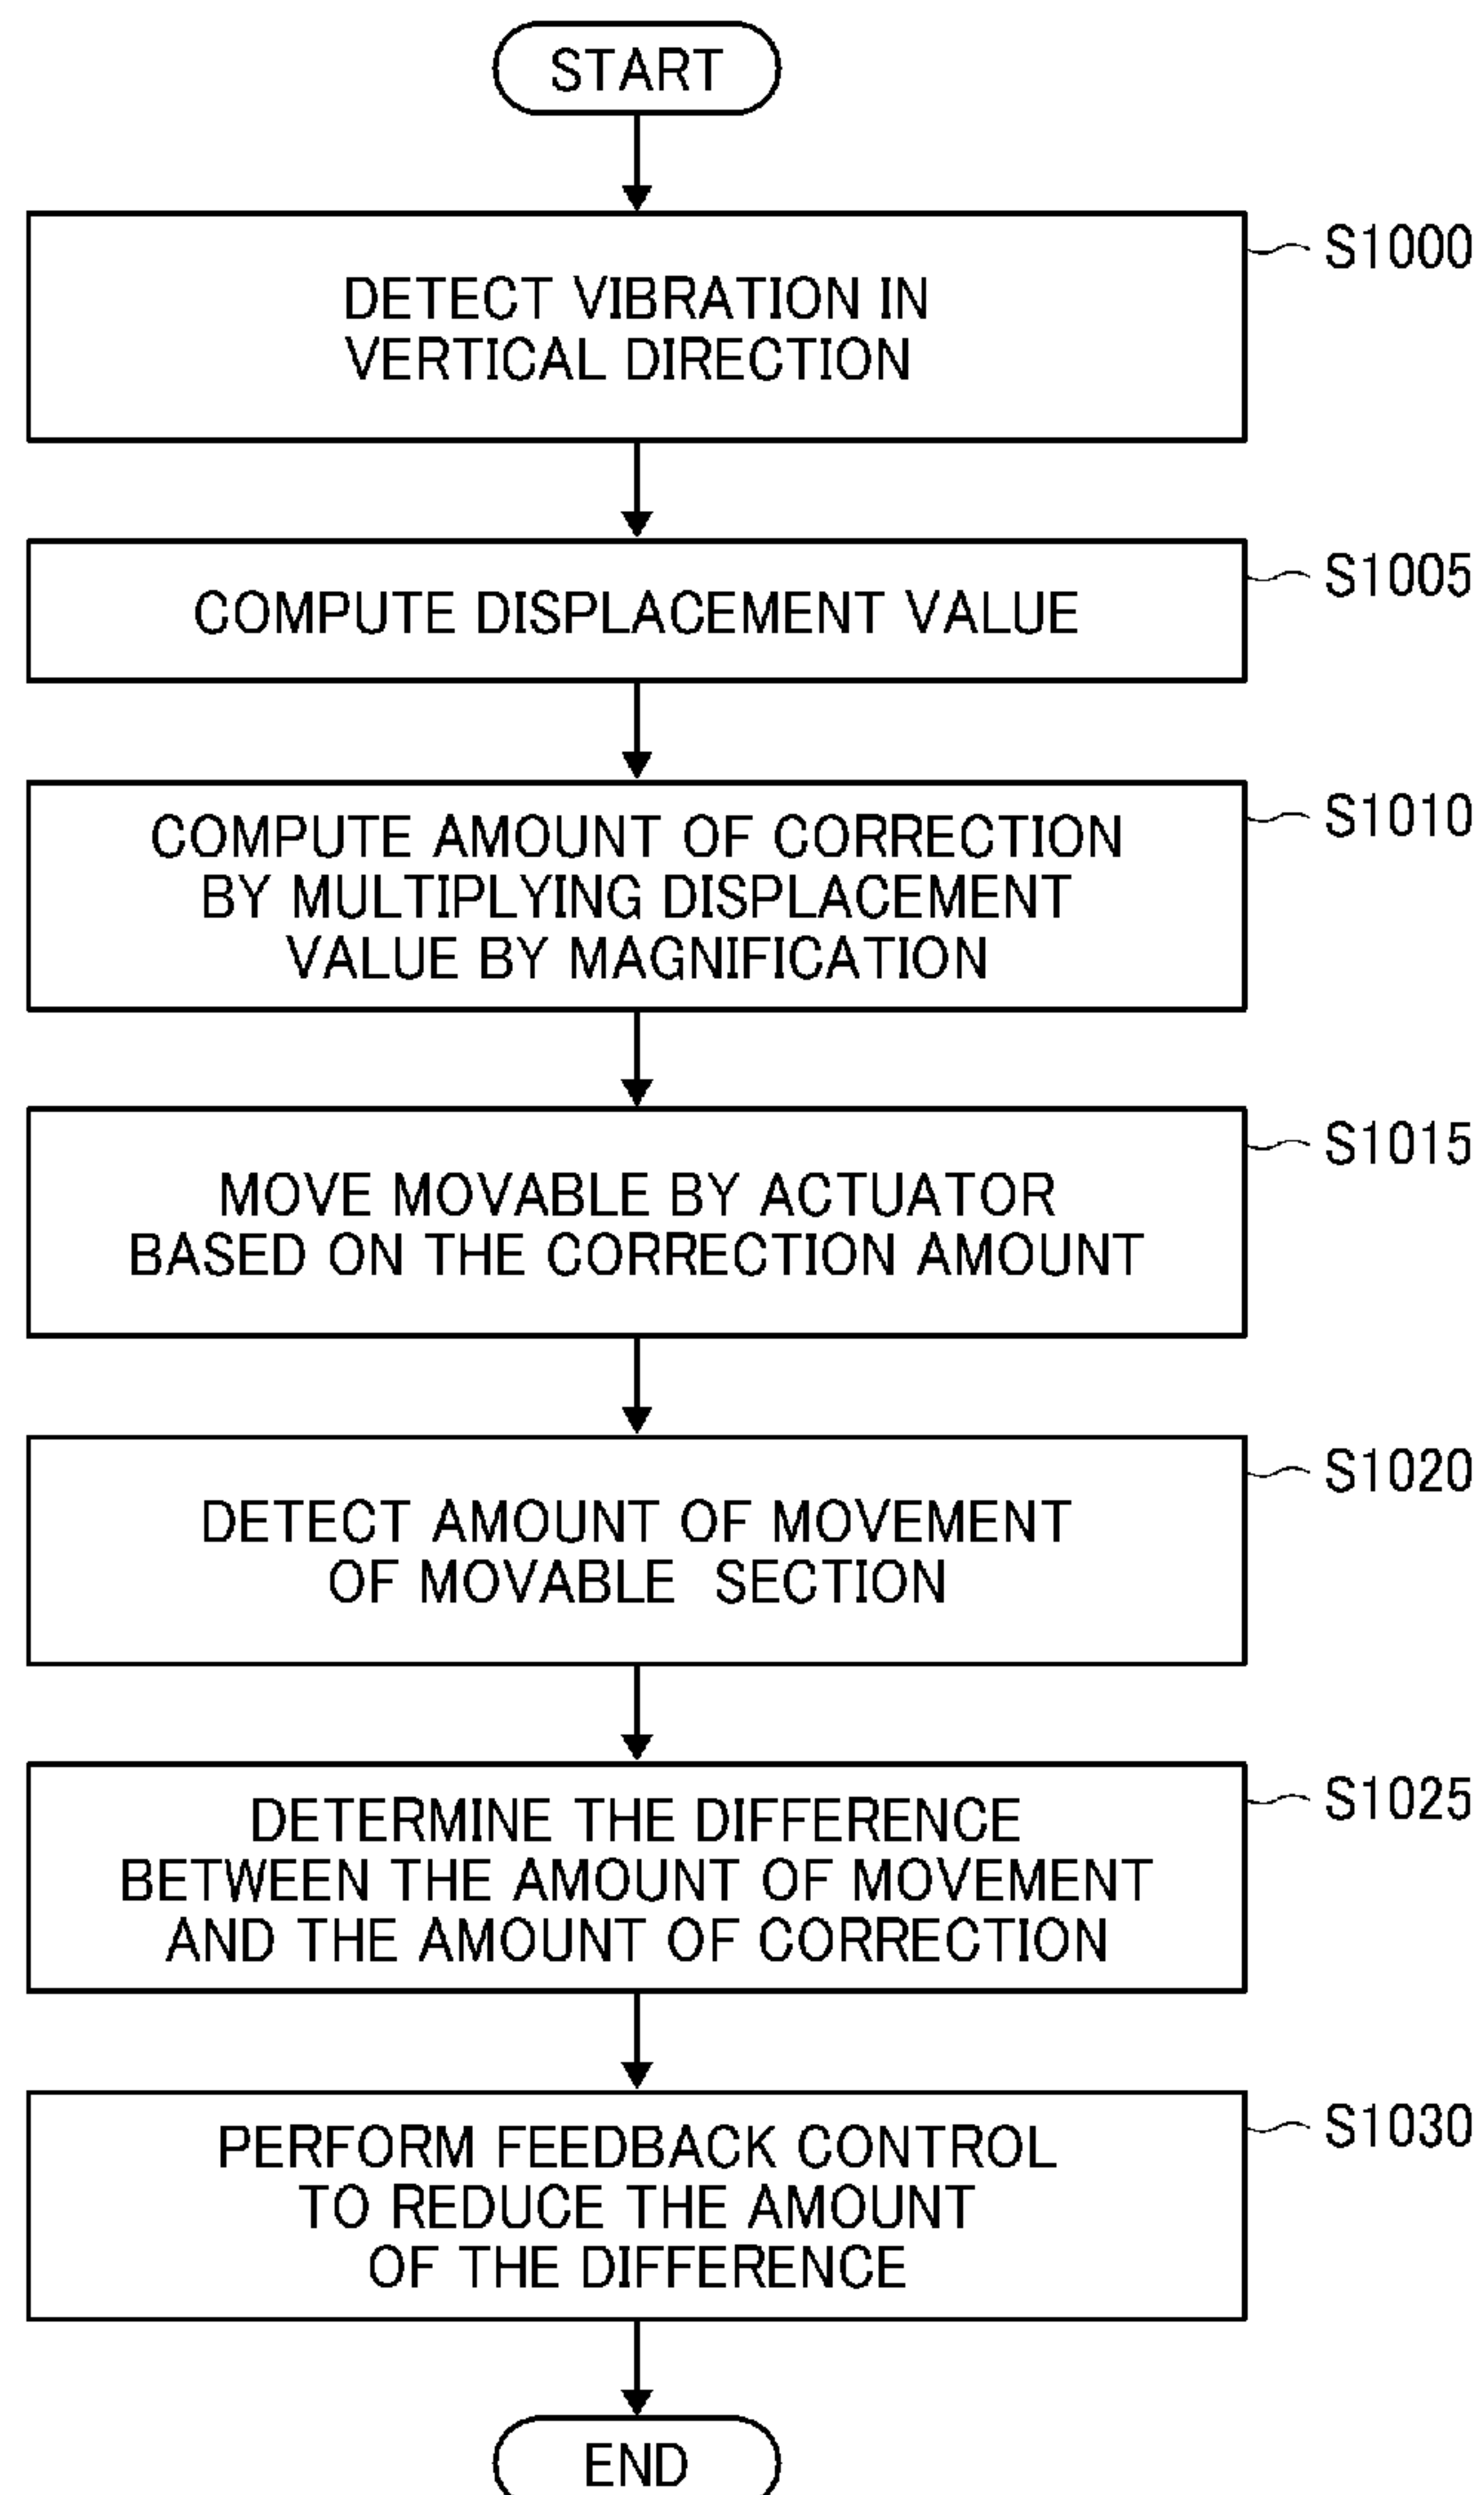 START
S1000
DETECT VIBRATION IN
VERTICAL DIRECTION
S1005
COMPUTE DISPLACEMENT VALUE
S1010
COMPUTE AMOUNT OF CORRECTION
BY MULTIPLYING DISPLACEMENT
VALUE BY MAGNIFICATION
S1015
MOVE MOVABLE BY ACTUATOR
BASED ON THE CORRECTION AMOUNT
S1020
DETECT AMOUNT OF MOVEMENT
OF MOVABLE SECTION
S1025
DETERMINE THE DIFFERENCE
BETWEEN THE AMOUNT OF MOVEMENT
AND THE AMOUNT OF CORRECTION
S1030
PERFORM FEEDBACK CONTROL
TO REDUCE THE AMOUNT
OF THE DIFFERENCE
END